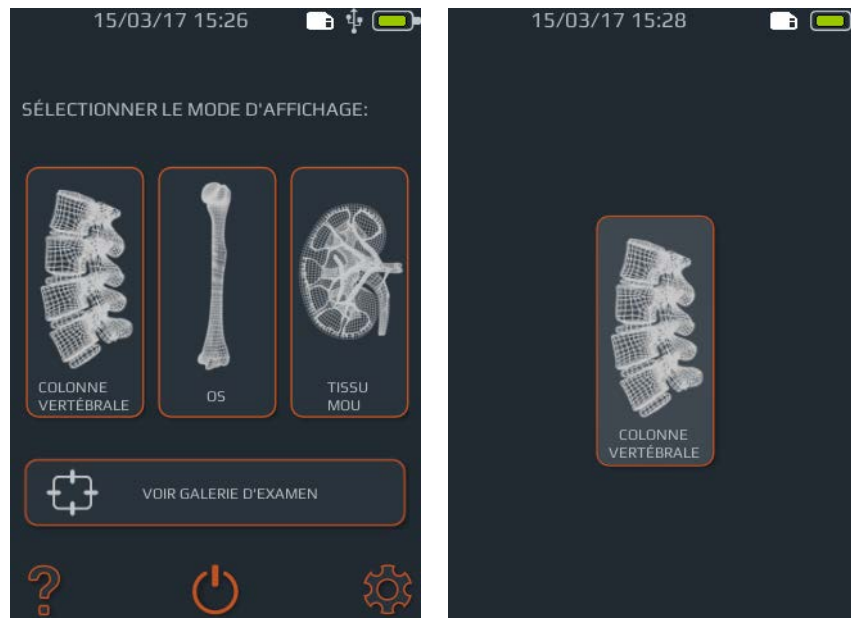 15/03/17 15:26
SÉLECTIONNER LE MODE D'AFFICHAGE:
COLONNE
VERTÉBRALE
OS
TISSU
MOU
VOIR GALERIE D'EXAMEN
15/03/17 15:28
COLONNE
VERTÉBRALE